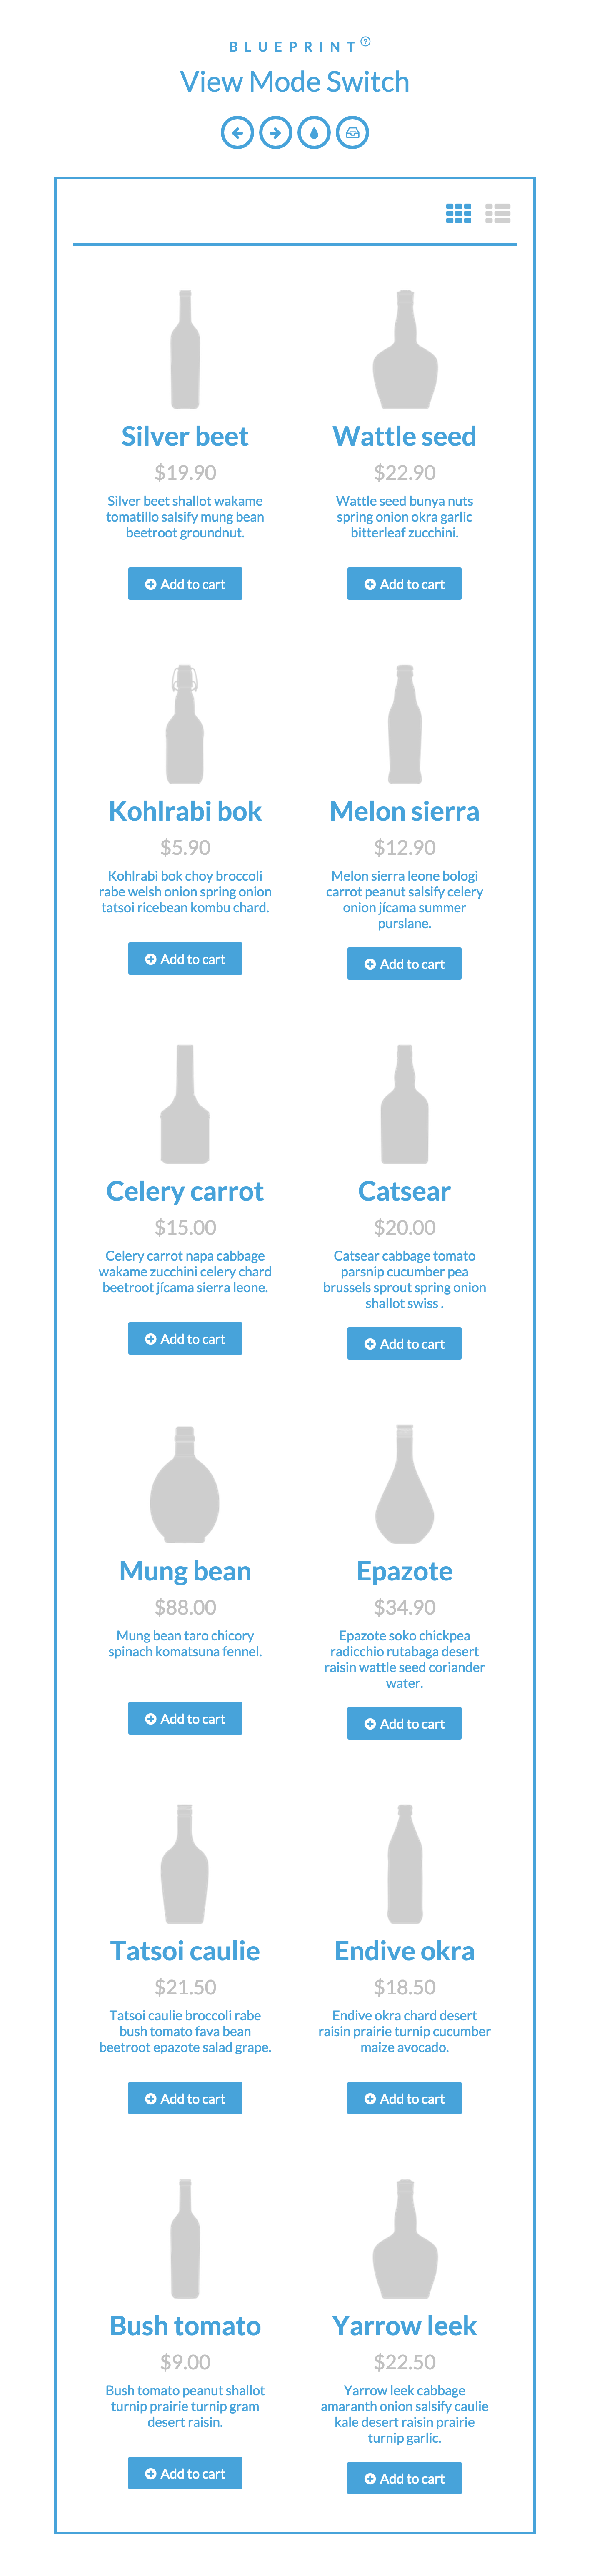 BLUEPRINT ?
View Mode Switch
Silver beet
$19.90
Silver beet shallot wakame
tomatillo salsify mung bean
beetroot groundnut.
Add to cart
Wattle seed
$22.90
Wattle seed bunya nuts
spring onion okra garlic
bitterleaf zucchini.
Add to cart
Kohlrabi bok
$5.90
Kohlrabi bok choy broccoli
rabe welsh onion spring onion
tatsoi ricebean kombu chard.
Add to cart
Melon sierra
$12.90
Melon sierra leone bologi
carrot peanut salsify celery
onion jícama summer
purslane.
Add to cart
Celery carrot
$15.00
Celery carrot napa cabbage
wakame zucchini celery chard
beetroot jícama sierra leone.
Add to cart
Catsear
$20.00
Catsear cabbage tomato
parsnip cucumber pea
brussels sprout spring onion
shallot swiss .
Add to cart
Mung bean
$88.00
Mung bean taro chicory
spinach komatsuna fennel.
Add to cart
Epazote
$34.90
Epazote soko chickpea
radicchio rutabaga desert
raisin wattle seed coriander
water.
Add to cart
Tatsoi caulie
$21.50
Tatsoi caulie broccoli rabe
bush tomato fava bean
beetroot epazote salad grape.
Add to cart
Endive okra
$18.50
Endive okra chard desert
raisin prairie turnip cucumber
maize avocado.
Add to cart
Bush tomato
$9.00
Bush tomato peanut shallot
turnip prairie turnip gram
desert raisin.
Add to cart
Yarrow leek
$22.50
Yarrow leek cabbage
amaranth onion salsify caulie
kale desert raisin prairie
turnip garlic.
Add to cart